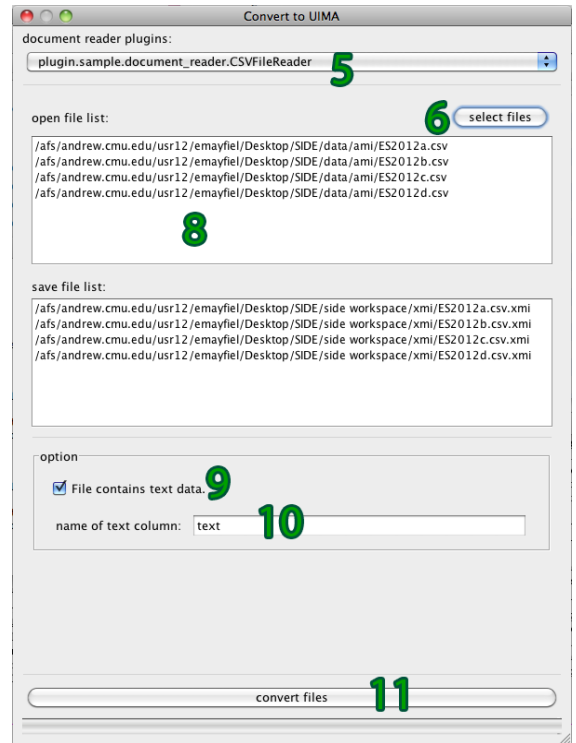 Convert to UIMA
document reader plugins:
plugin.sample.document_reader.CSVFileReader
5
open file list:
6
select files
/afs/andrew.cmu.edu/usr12/emayfiel/Desktop/SIDE/data/ami/ES2012a.csv
/afs/andrew.cmu.edu/usr12/emayfiel/Desktop/SIDE/data/ami/ES2012b.csv
/afs/andrew.cmu.edu/usr12/emayfiel/Desktop/SIDE/data/ami/ES2012c.csv
/afs/andrew.cmu.edu/usr12/emayfiel/Desktop/SIDE/data/ami/ES2012d.csv
8
save file list:
/afs/andrew.cmu.edu/usr12/emayfiel/Desktop/SIDE/side workspace/xmi/ES2012a.csv.xmi
/afs/andrew.cmu.edu/usr12/emayfiel/Desktop/SIDE/side workspace/xmi/ES2012b.csv.xmi
/afs/andrew.cmu.edu/usr12/emayfiel/Desktop/SIDE/side workspace/xmi/ES2012c.csv.xmi
/afs/andrew.cmu.edu/usr12/emayfiel/Desktop/SIDE/side workspace/xmi/ES2012d.csv.xmi
option
File contains text data.
9
name of text column: text
10
convert files
11